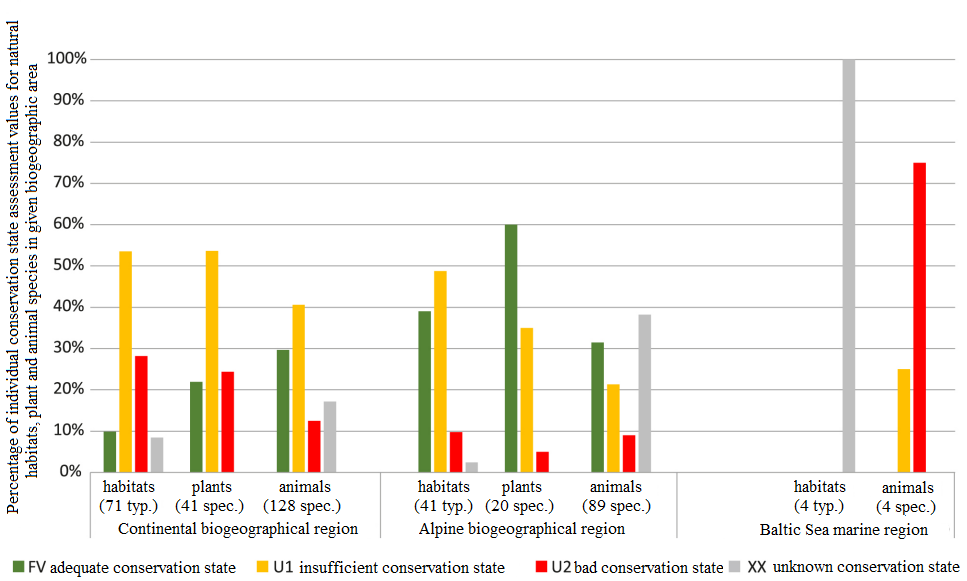 Percentage of individual conservation state assessment values for natural
habitats, plant and animal species in given biogeographic area
100%
90%
80%
70%
60%
50%
40%
30%
20%
10%
0%
habitats plants animals habitats plants animals habitats animals
(71 typ.) (41 spec.) (128 spec.) (41 typ.) (20 spec.) (89 spec.) (4 typ.) (4 spec.)
Continental biogeographical region Alpine biogeographical region Baltic Sea marine region
FV adequate conservation state U1 insufficient conservation state U2 bad conservation state XX unknown conservation state